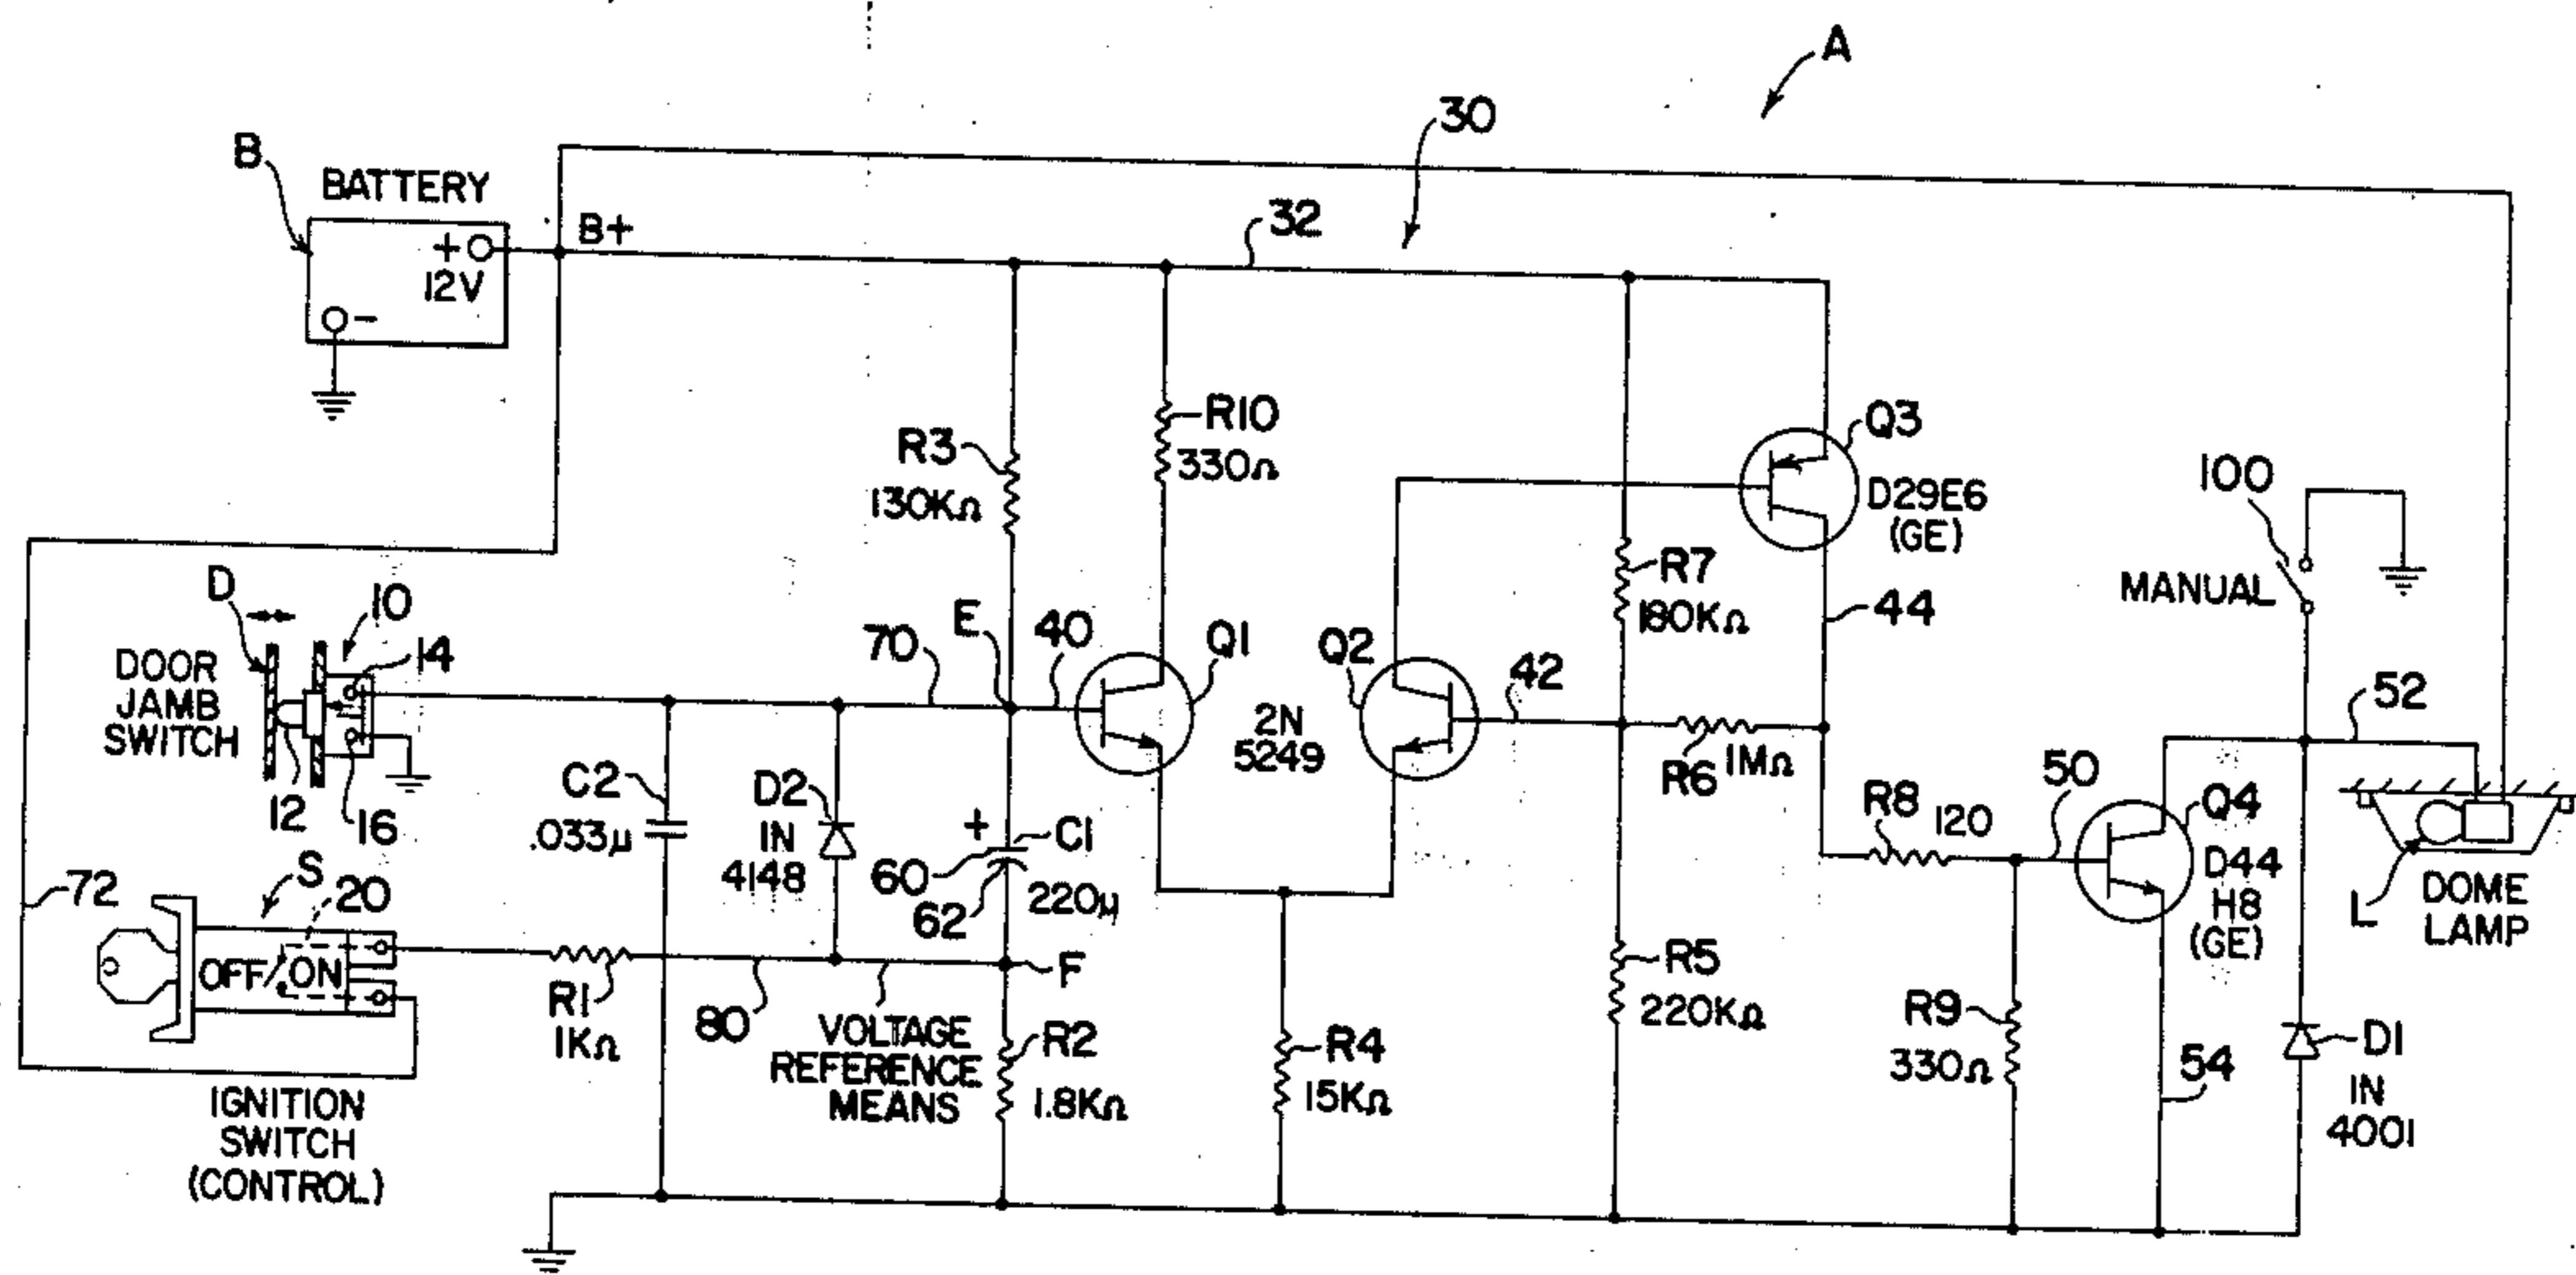 A
30
B
BATTERY
B+
+
12V
-
32
R10
330Ω
R3
130KΩ
Q3
D29E6
(GE)
100
MANUAL
R7
180KΩ
44
D
10
14
DOOR
JAMB
SWITCH
12
16
70
E
40
Q1
Q2
2N
5249
42
R6
1MΩ
52
C2
.033μ
D2
IN
4148
+
C1
60
62
220μ
R8
120
50
Q4
D44
H8
(GE)
L
DOME
LAMP
72
S
20
OFF/ON
R1
1KΩ
80
VOLTAGE
REFERENCE
MEANS
F
R2
1.8KΩ
R4
15KΩ
R5
220KΩ
R9
330Ω
54
D1
IN
4001
IGNITION
SWITCH
(CONTROL)